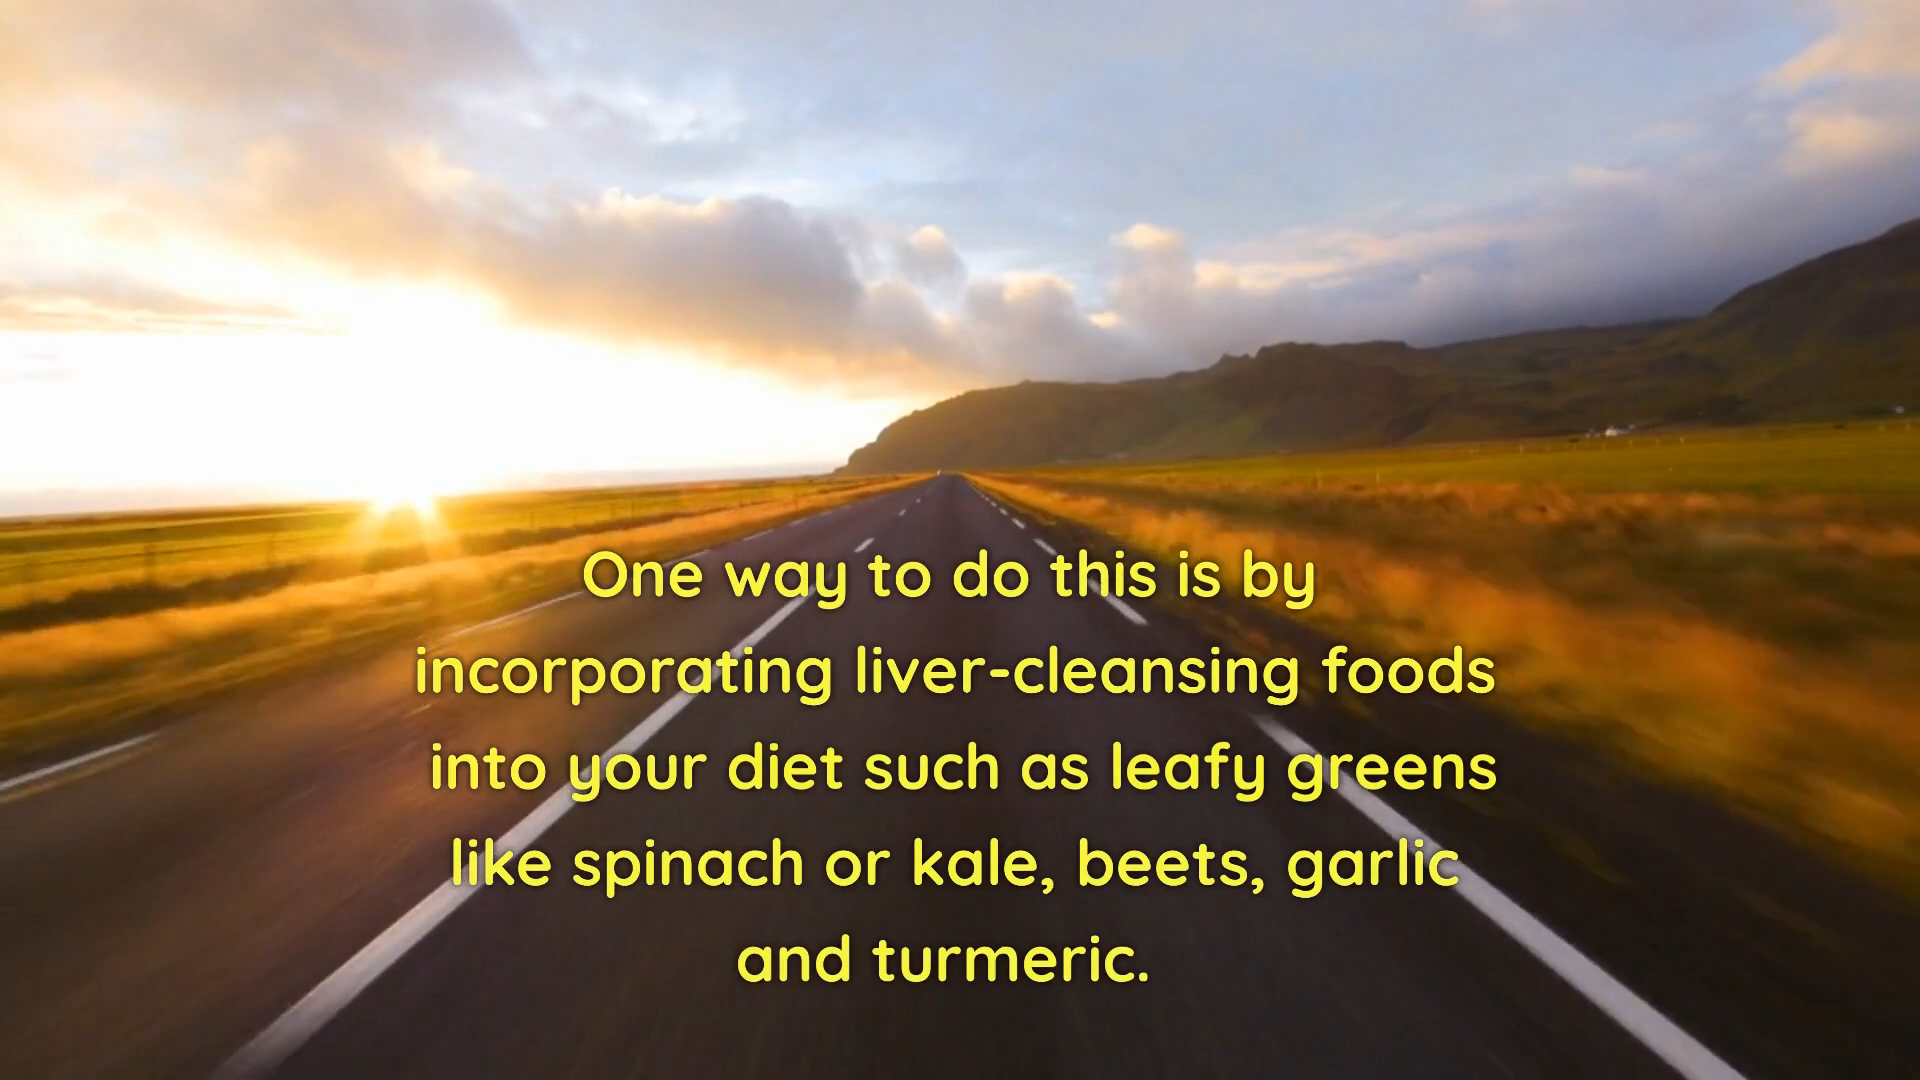 One way to do this is by
incorporating liver-cleansing foods
into your diet such as leafy greens
like spinach or kale, beets, garlic
and turmeric.